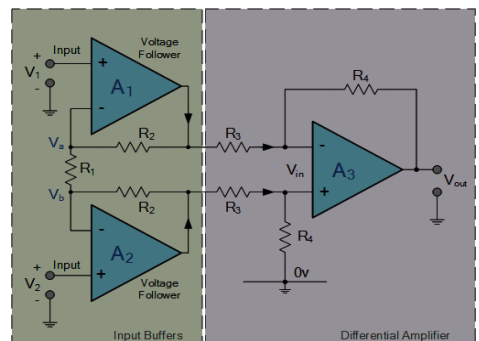 Voltage
Follower
Input
+
V1
-
+
A1
-
R4
Va
R2
R3
R1
Vin
-
A3
+
Vout
Vb
R2
R3
-
A2
+
R4
+
Input
V2
-
Voltage
Follower
0v
Input Buffers
Differential Amplifier